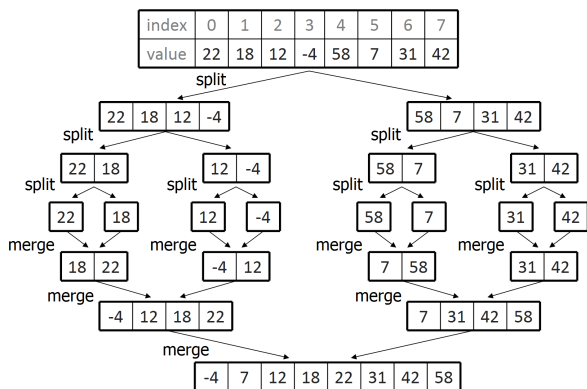 index 0 1 2 3 4 5 6 7
value 22 18 12 -4 58 7 31 42
split
22 18 12 -4 58 7 31 42
split split
22 18 12 -4 58 7 31 42
split split split split
22 18 12 -4 58 7 31 42
merge merge merge merge
18 22 -4 12 7 58 31 42
merge merge
-4 12 18 22 7 31 42 58
merge
-4 7 12 18 22 31 42 58